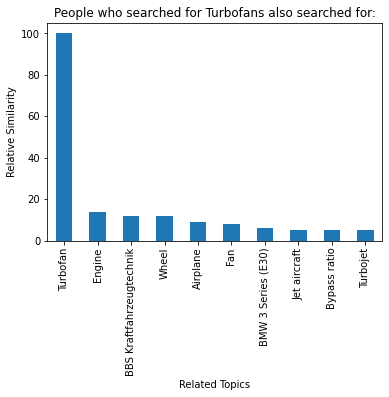 People who searched for Turbofans also searched for:
Relative Similarity
100
80
60
40
20
0
Turbofan
Engine
BBS Kraftfahrzeugtechnik
Wheel
Airplane
Fan
BMW 3 Series (E30)
Jet aircraft
Bypass ratio
Turbojet
Related Topics